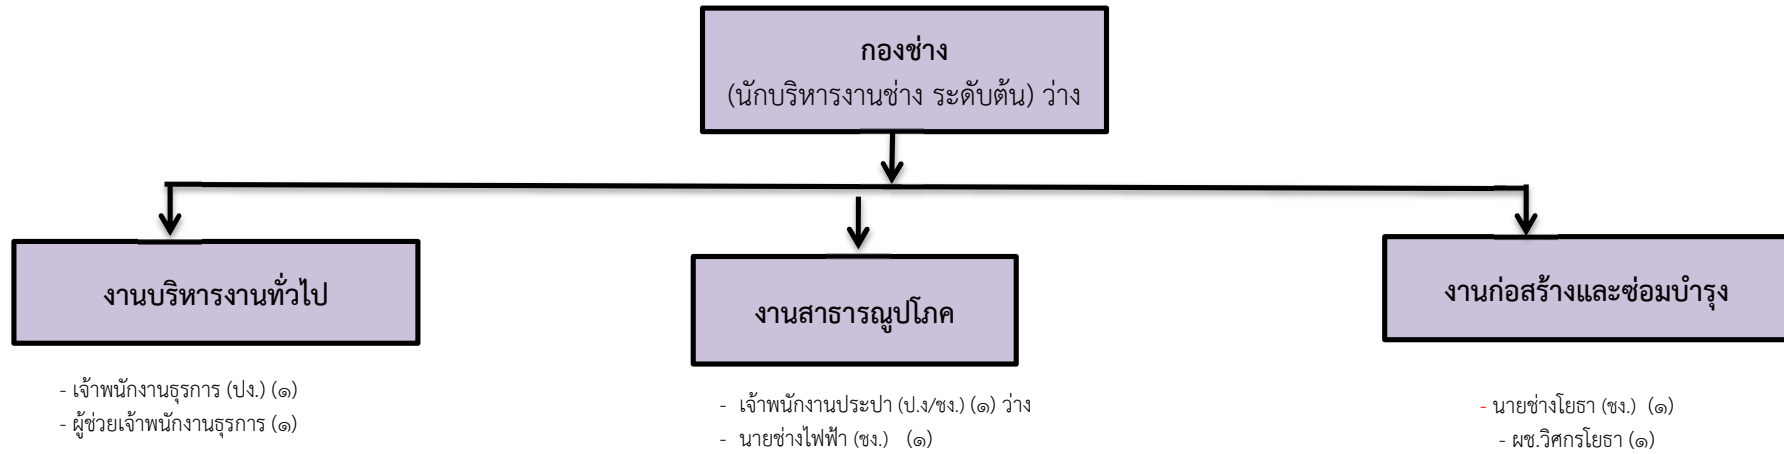 กองช่าง
(นักบริหารงานช่าง ระดับต้น) ว่าง
งานบริหารงานทั่วไป
- เจ้าพนักงานธุรการ (ปง.) (๑)
- ผู้ช่วยเจ้าพนักงานธุรการ (๑)
งานสาธารณูปโภค
- เจ้าพนักงานประปา (ป.ง/ชง.) (๑) ว่าง
- นายช่างไฟฟ้า (ชง.) (๑)
งานก่อสร้างและซ่อมบำรุง
- นายช่างโยธา (ชง.) (๑)
- ผช.วิศกรโยธา (๑)